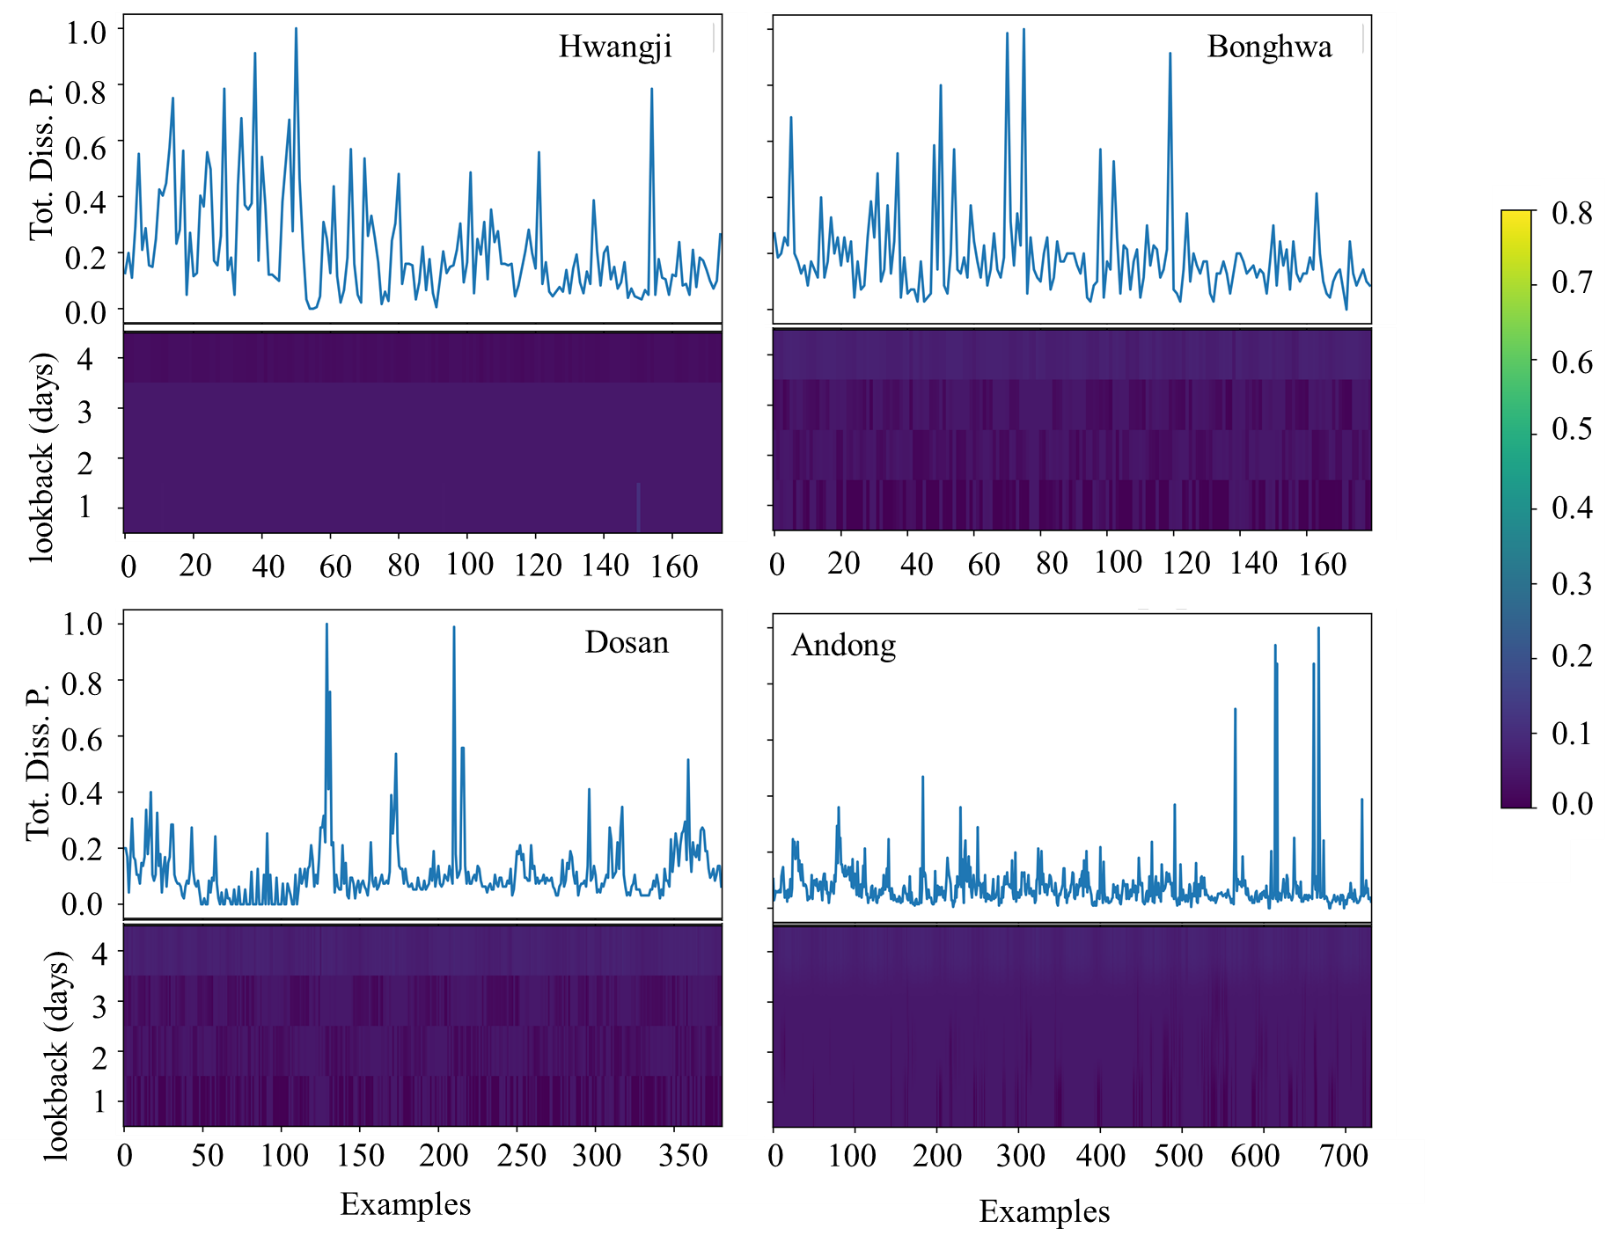 Hwangji
Tot. Diss. P.
1.0
0.8
0.6
0.4
0.2
0.0
lookback (days)
4
3
2
1
0 20 40 60 80 100 120 140 160
Bonghwa
0 20 40 60 80 100 120 140 160
Dosan
Tot. Diss. P.
1.0
0.8
0.6
0.4
0.2
0.0
lookback (days)
4
3
2
1
0 50 100 150 200 250 300 350
Examples
Andong
0 100 200 300 400 500 600 700
Examples
0.8
0.7
0.6
0.5
0.4
0.3
0.2
0.1
0.0